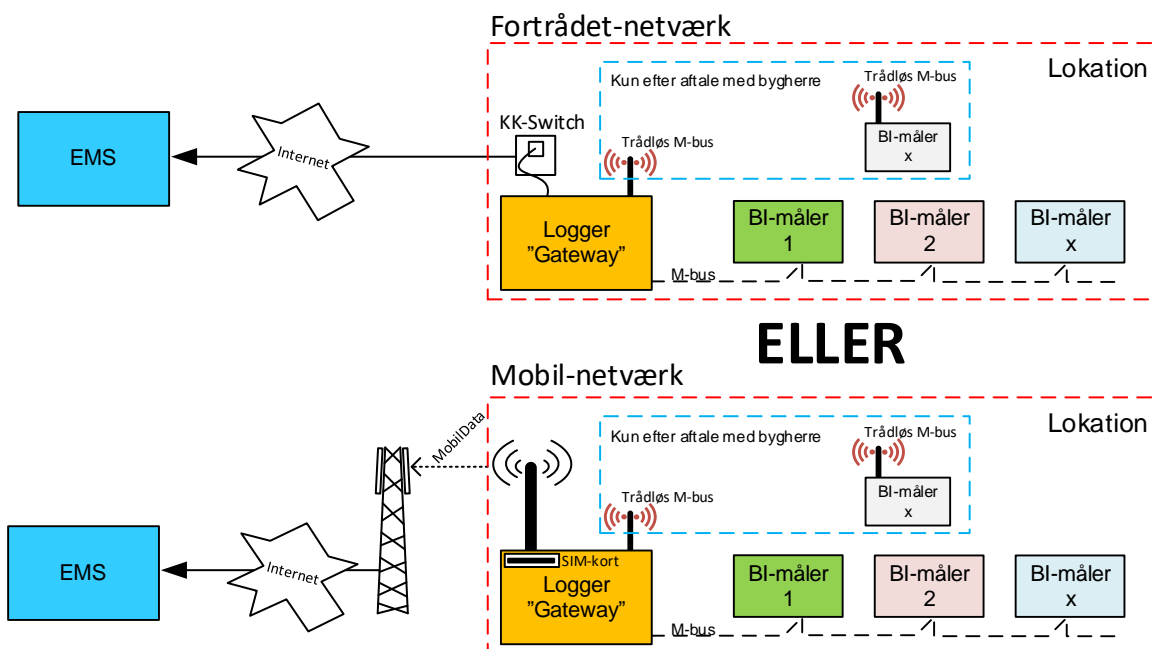 Fortrådet-netværk
Lokation
Kun efter aftale med bygherre
Trådløs M-bus
KK-Switch
BI-måler
x
EMS
Internet
Trådløs M-bus
Logger
"Gateway"
BI-måler
1
BI-måler
2
BI-måler
x
M-bus
ELLER
Mobil-netværk
Lokation
MobilData
Kun efter aftale med bygherre
Trådløs M-bus
BI-måler
x
Trådløs M-bus
EMS
Internet
SIM-kort
Logger
"Gateway"
BI-måler
1
BI-måler
2
BI-måler
x
M-bus